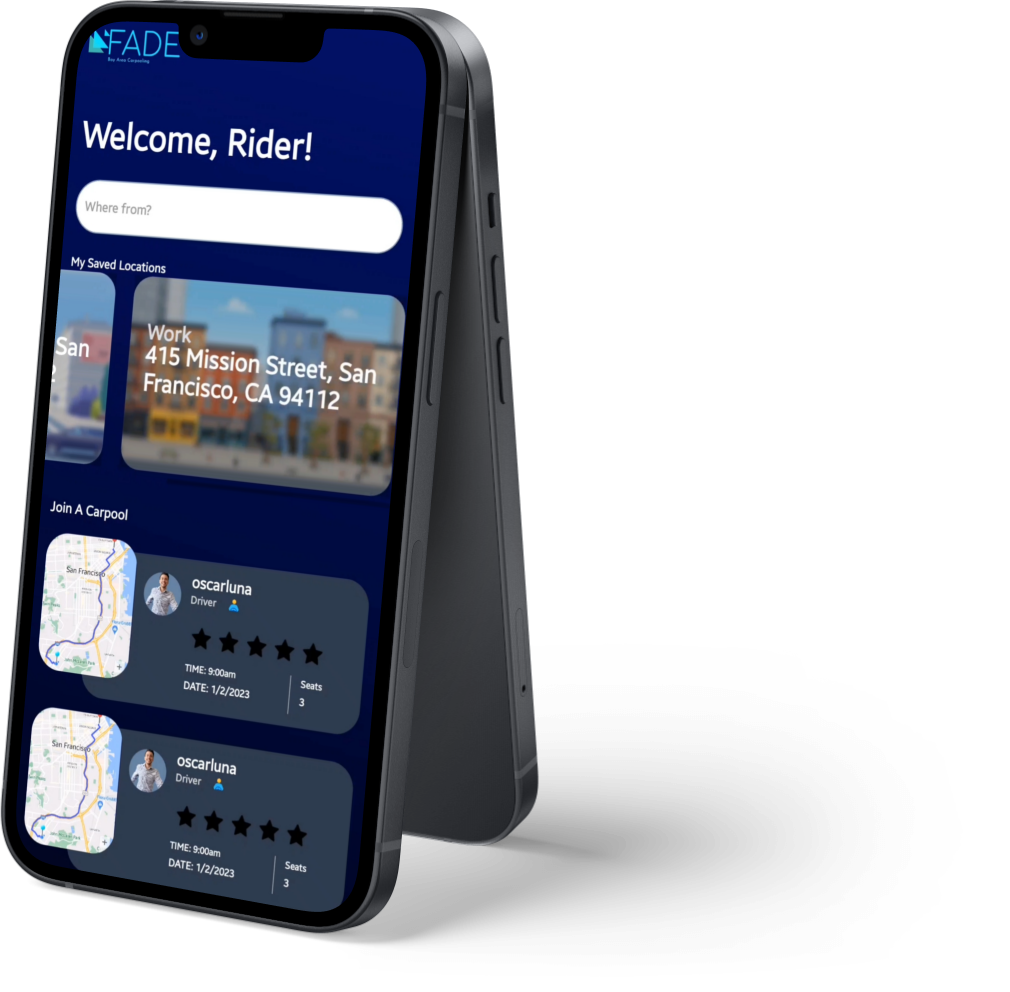 FADE
Bay Area Carpooling
Welcome, Rider!
Where from?
My Saved Locations
San
Work
415 Mission Street, San
Francisco, CA 94112
Join A Carpool
San Francisco
oscarluna
Driver
TIME: 9:00am
DATE: 1/2/2023
Seats
3
San Francisco
oscarluna
Driver
TIME: 9:00am
DATE: 1/2/2023
Seats
3